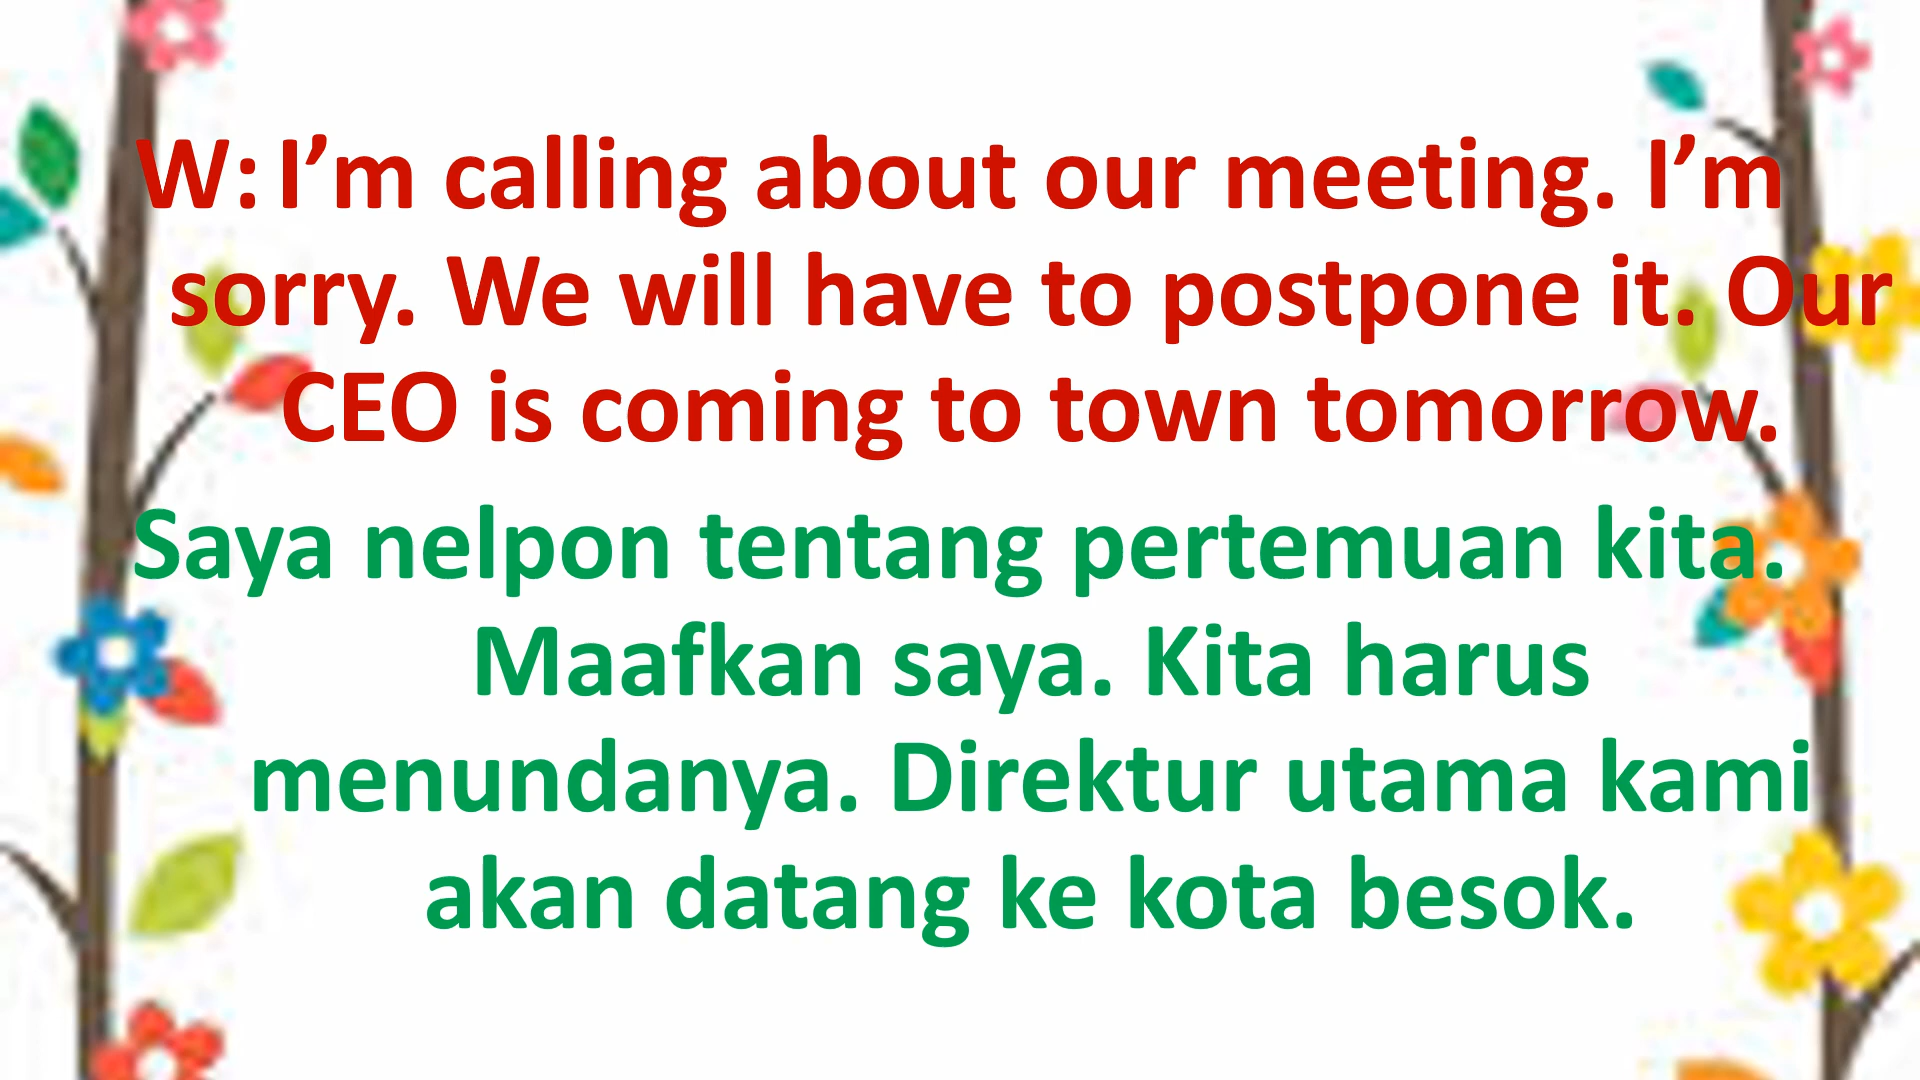 W: I’m calling about our meeting. I’m
sorry. We will have to postpone it. Our
CEO is coming to town tomorrow.
Saya nelpon tentang pertemuan kita.
Maafkan saya. Kita harus
menundanya. Direktur utama kami
akan datang ke kota besok.